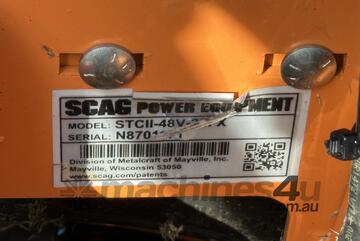 SCAG POWER EQUIPMENT
MODEL: STCII-48V-
SERIAL:
Division of Metalcraft of Mayville, Inc.
Mayville, Wisconsin 53050
www.scag.com/patents
machines4u
.com.au